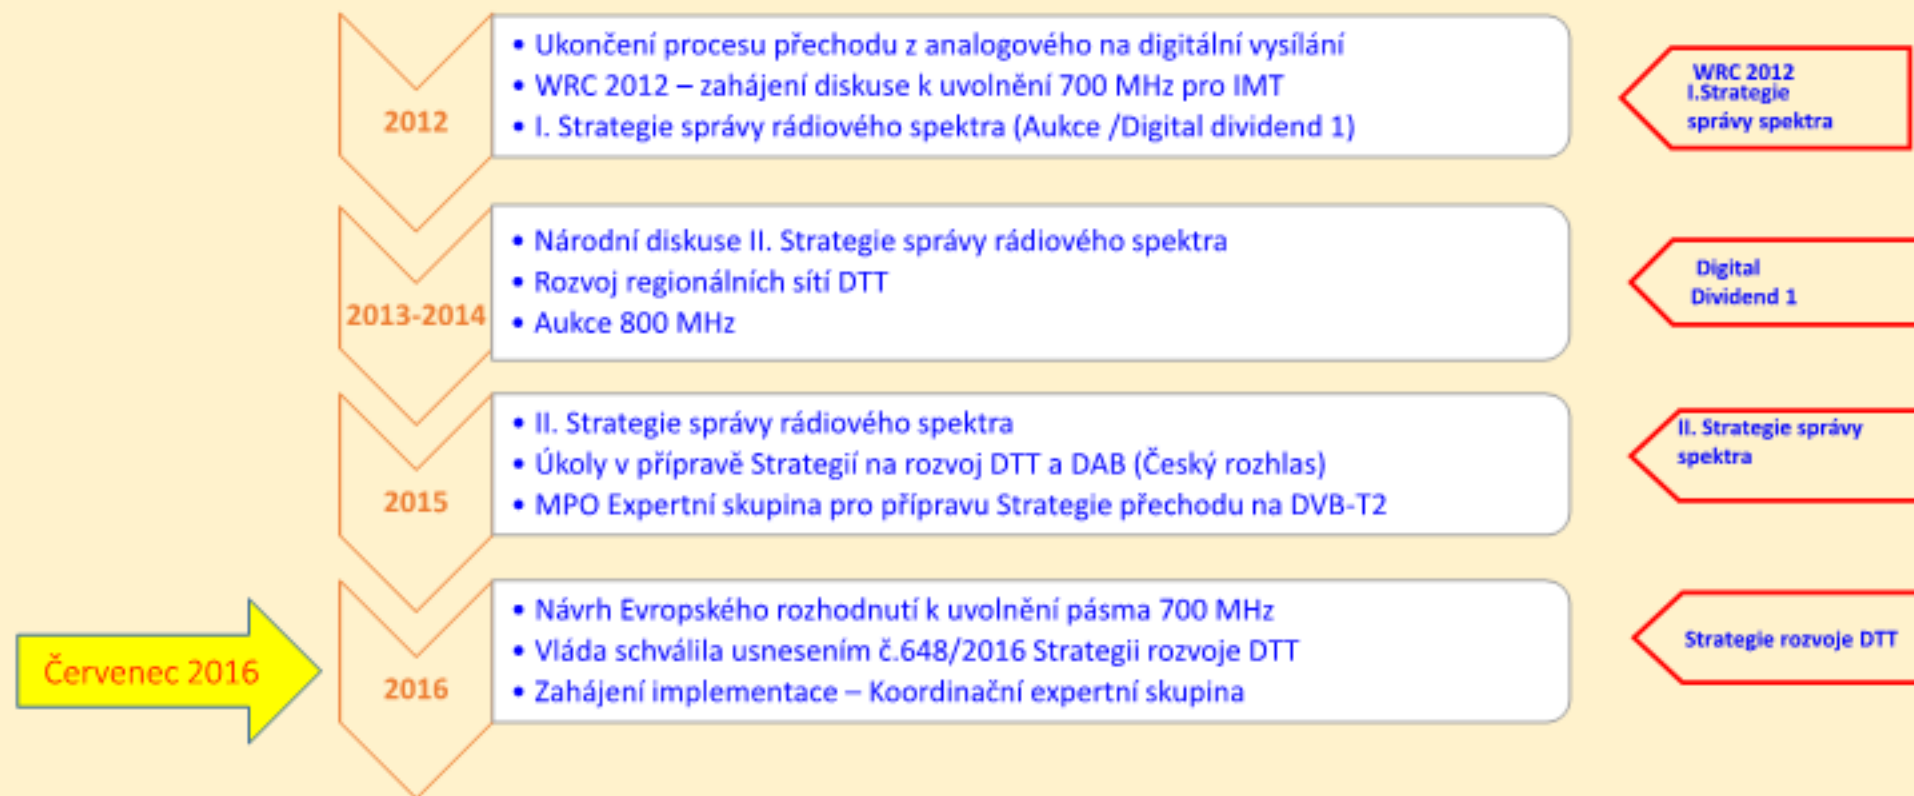 • Ukončení procesu přechodu z analogového na digitální vysílání
• WRC 2012 – zahájení diskuse k uvolnění 700 MHz pro IMT
• I. Strategie správy rádiového spektra (Aukce /Digital dividend 1)
2012
WRC 2012
I.Strategie
správy spektra
• Národní diskuse II. Strategie správy rádiového spektra
• Rozvoj regionálních sítí DTT
• Aukce 800 MHz
2013-2014
Digital
Dividend 1
• II. Strategie správy rádiového spektra
• Úkoly v přípravě Strategií na rozvoj DTT a DAB (Český rozhlas)
• MPO Expertní skupina pro přípravu Strategie přechodu na DVB-T2
2015
II. Strategie správy
spektra
Červenec 2016
• Návrh Evropského rozhodnutí k uvolnění pásma 700 MHz
• Vláda schválila usnesením č.648/2016 Strategii rozvoje DTT
• Zahájení implementace – Koordinační expertní skupina
2016
Strategie rozvoje DTT